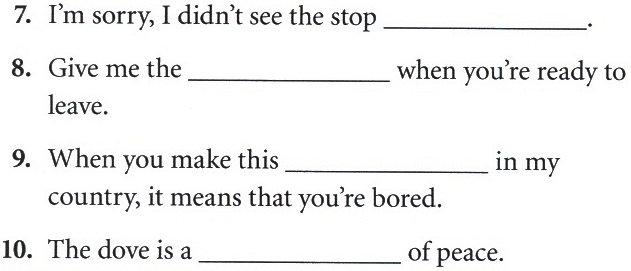 7. I'm sorry, I didn't see the stop _______________.
8. Give me the _______________ when you're ready to
leave.
9. When you make this _______________ in my
country, it means that you're bored.
10. The dove is a _______________ of peace.